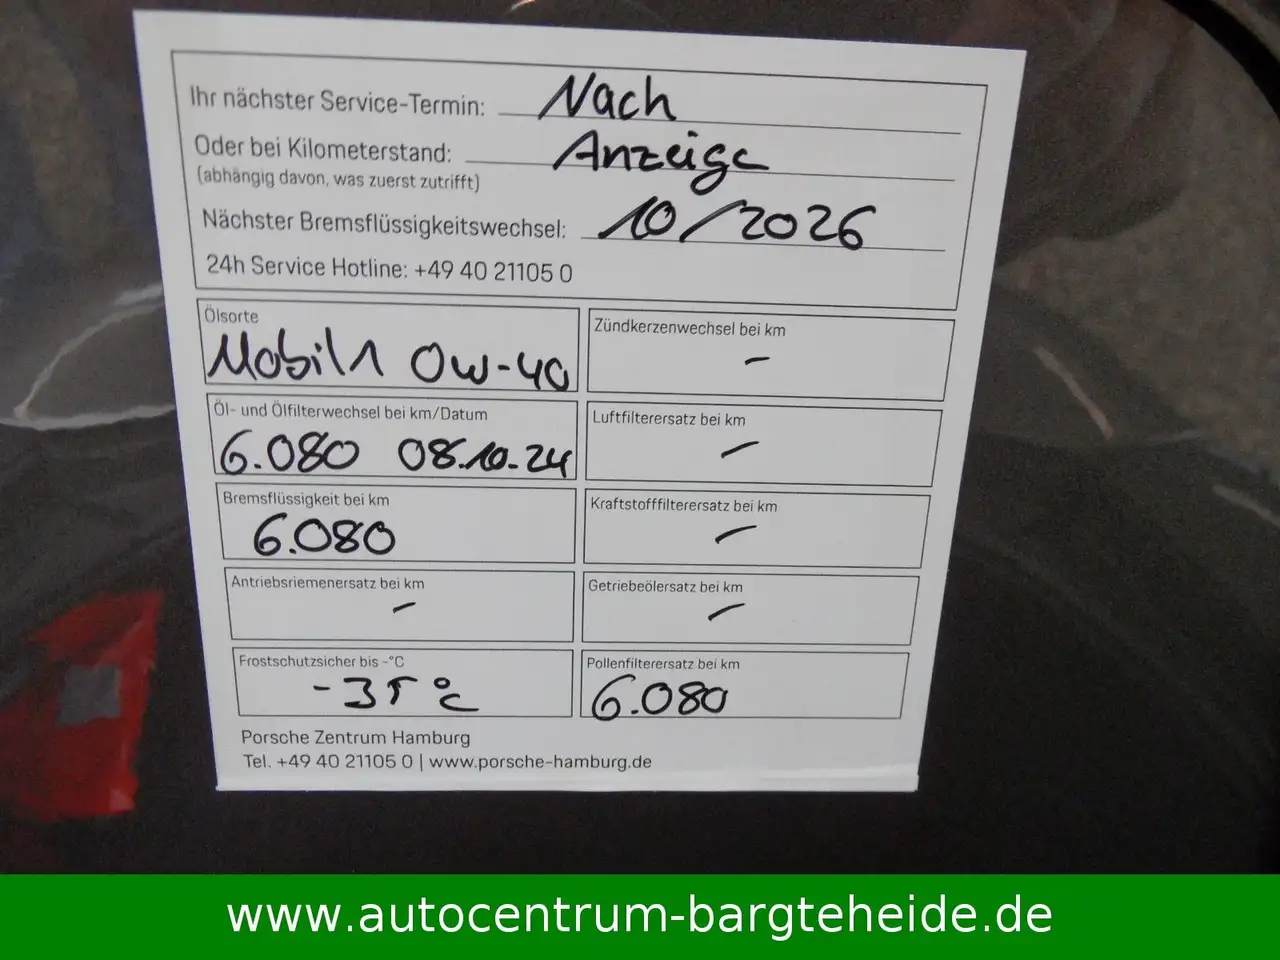 Ihr nächster Service-Termin: Nach
Oder bei Kilometerstand: Anzeige
(abhängig davon, was zuerst zutrifft)
Nächster Bremsflüssigkeitswechsel: 10/2026
24h Service Hotline: +49 40 21105 0
Ölsorte
Mobil1 0W-40
Zündkerzenwechsel bei km
-
Öl- und Ölfilterwechsel bei km/Datum
6.080 08.10.24
Luftfilterersatz bei km
-
Bremsflüssigkeit bei km
6.080
Kraftstofffilterersatz bei km
-
Antriebsriemenersatz bei km
-
Getriebeölersatz bei km
-
Frostschutzsicher bis -°C
-35°C
Pollenfilterersatz bei km
6.080
Porsche Zentrum Hamburg
Tel. +49 40 21105 0 | www.porsche-hamburg.de
www.autocentrum-bargteheide.de